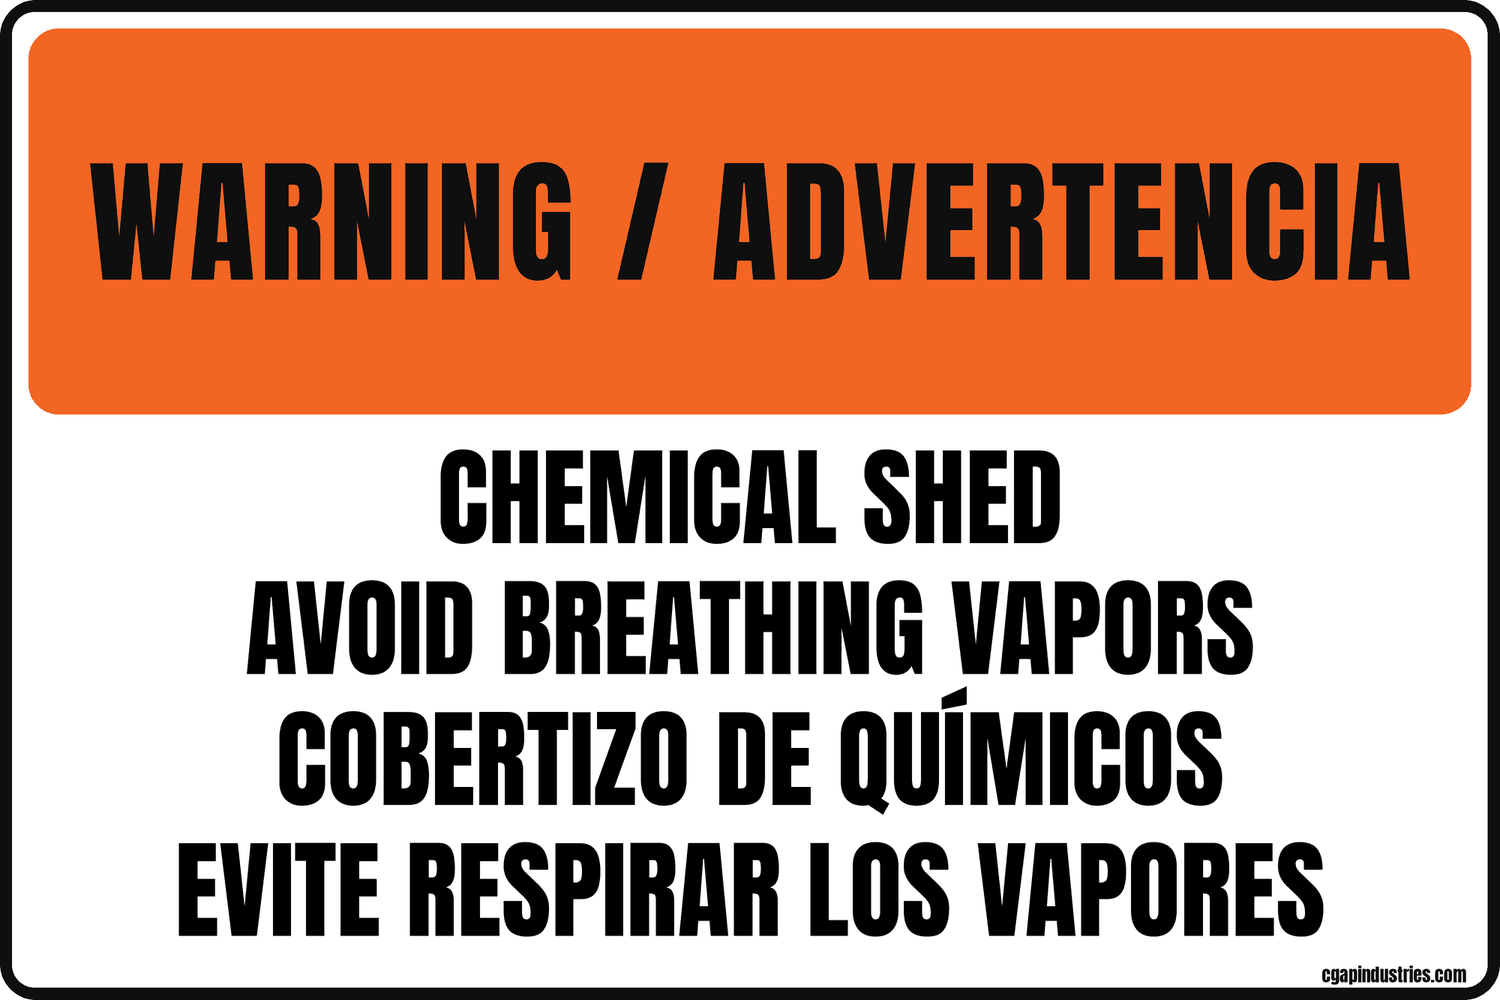 WARNING / ADVERTENCIA
CHEMICAL SHED
AVOID BREATHING VAPORS
COBERTIZO DE QUÍMICOS
EVITE RESPIRAR LOS VAPORES
cgapindustries.com